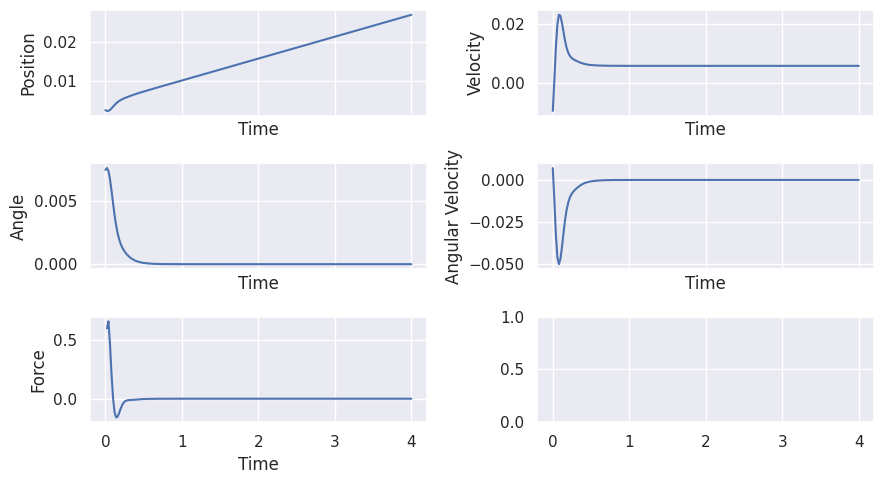 Position
0.02
0.01
Time
Velocity
0.02
0.00
Time
Angle
0.005
0.000
Time
Angular Velocity
0.000
−0.025
−0.050
Time
Force
0.5
0.0
0 1 2 3 4
Time
1.0
0.5
0.0
0 1 2 3 4